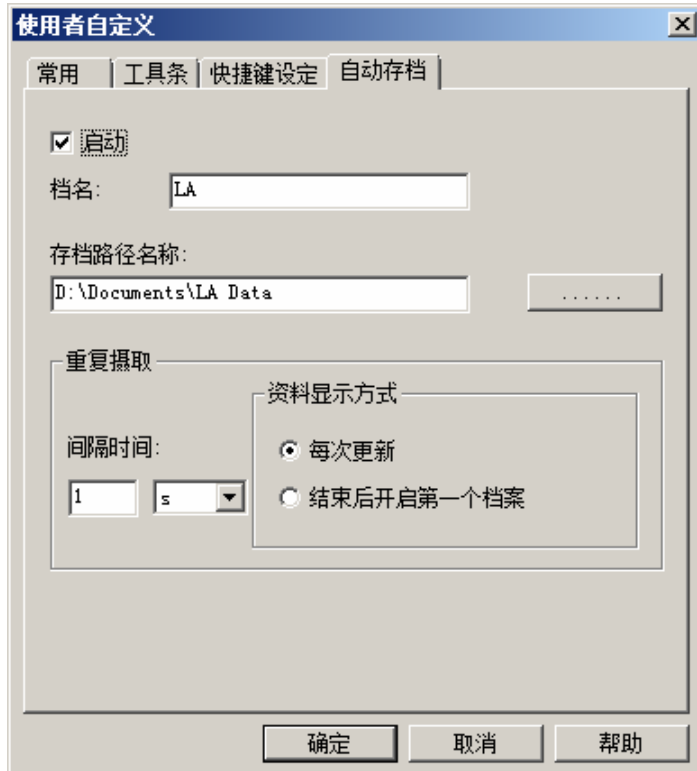 使用者自定义
常用 工具条 快捷键设定 自动存档
启动
档名: LA
存档路径名称:
D:\Documents\LA Data ......
重复摄取
资料显示方式
间隔时间:
每次更新
1 s
结束后开启第一个档案
确定 取消 帮助